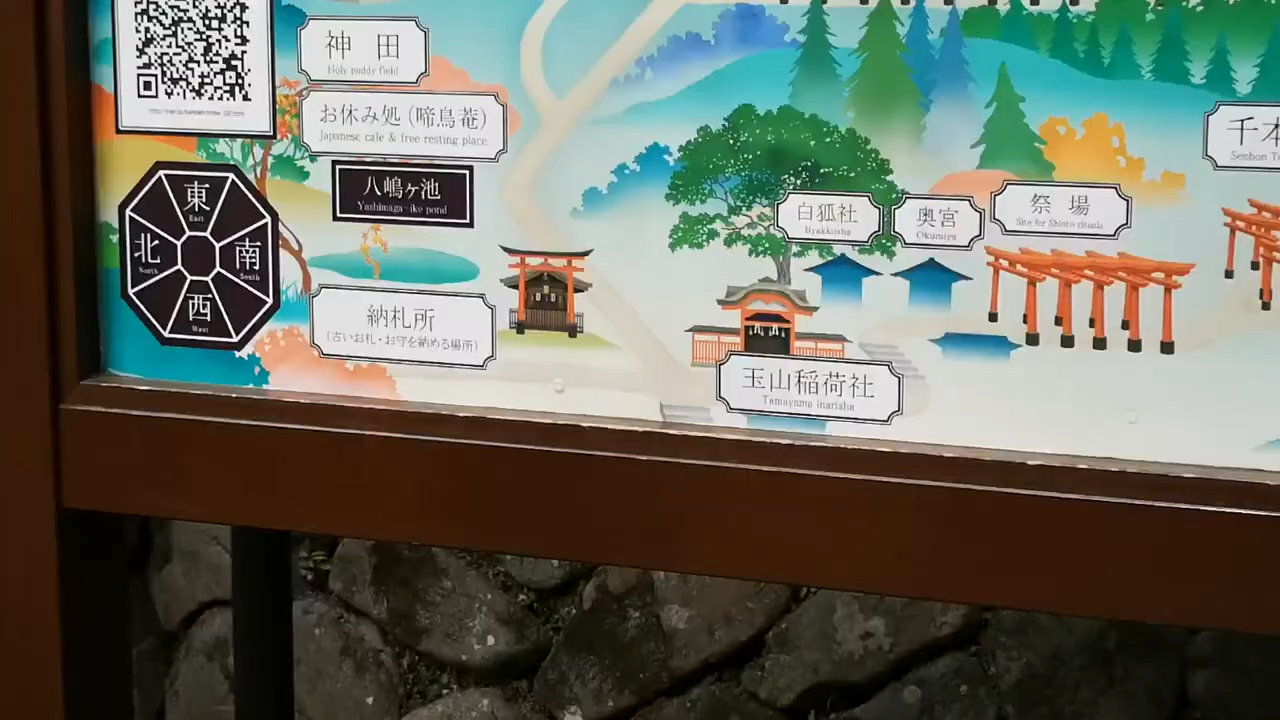 神田
Holy paddy field
お休み処(啼鳥菴)
Japanese cafe & free resting place
八嶋ヶ池
Yashimaga-ike pond
東
East
北
North
南
South
西
West
納札所
(古いお札・お守を納める場所)
白狐社
Byakkosha
奥宮
Okumiya
祭場
Site for Shinto rituals
千本
Senbon
玉山稲荷社
Tamayama inarisha